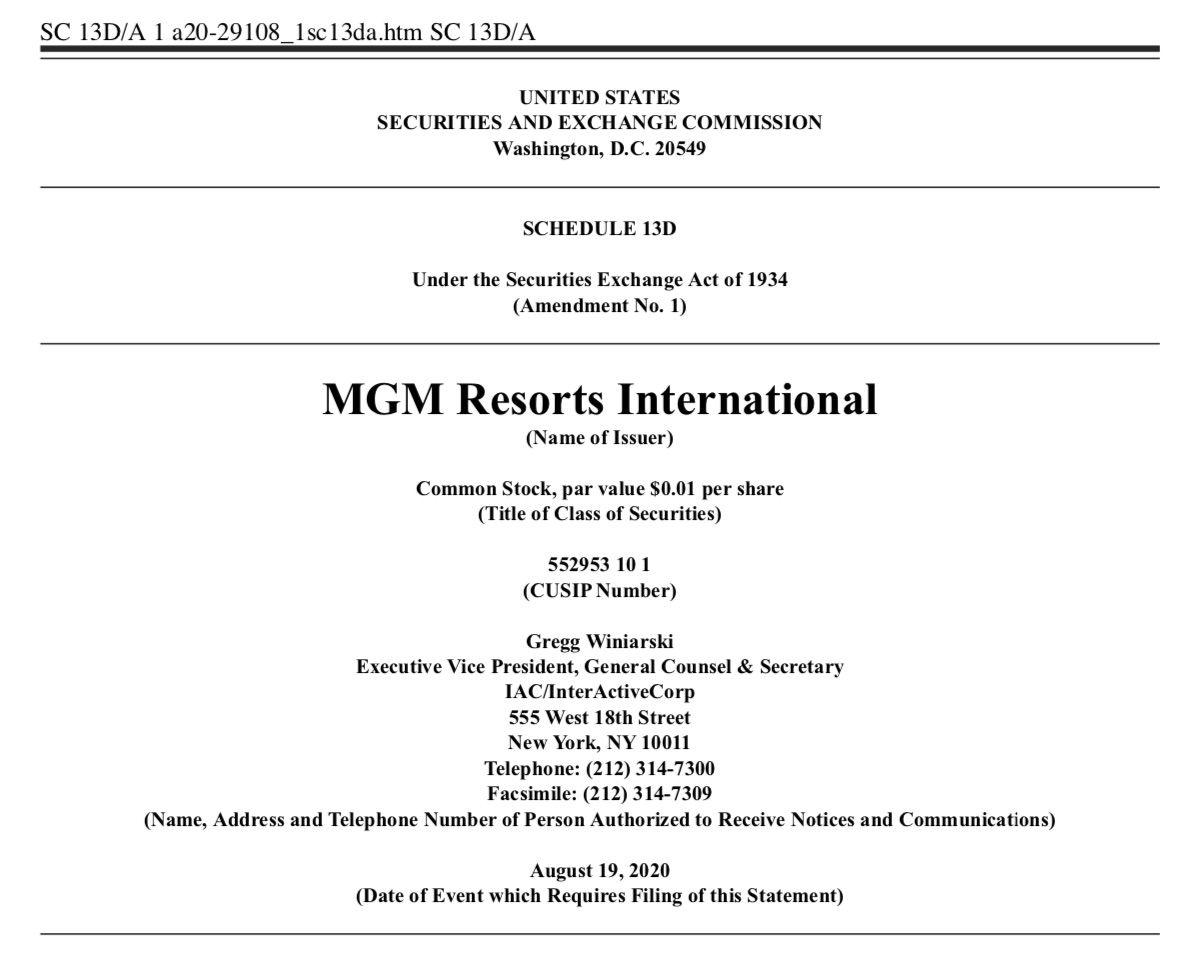 SC 13D/A 1 a20-29108_1sc13da.htm SC 13D/A
UNITED STATES
SECURITIES AND EXCHANGE COMMISSION
Washington, D.C. 20549
SCHEDULE 13D
Under the Securities Exchange Act of 1934
(Amendment No. 1)
MGM Resorts International
(Name of Issuer)
Common Stock, par value $0.01 per share
(Title of Class of Securities)
552953 10 1
(CUSIP Number)
Gregg Winiarski
Executive Vice President, General Counsel & Secretary
IAC/InterActiveCorp
555 West 18th Street
New York, NY 10011
Telephone: (212) 314-7300
Facsimile: (212) 314-7309
(Name, Address and Telephone Number of Person Authorized to Receive Notices and Communications)
August 19, 2020
(Date of Event which Requires Filing of this Statement)